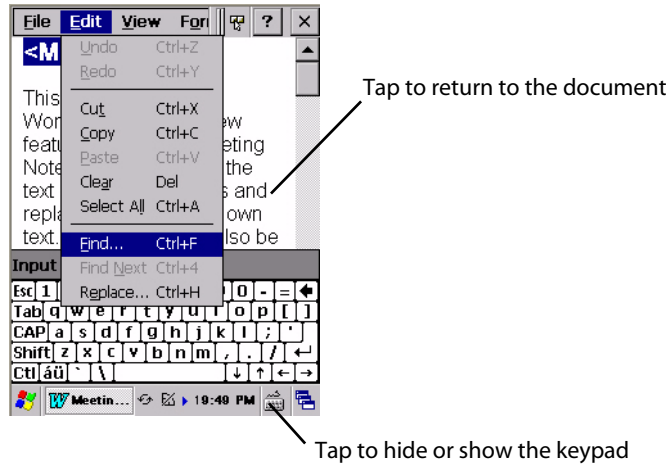 File Edit View For ? ×
<M
Undo Ctrl+Z
Redo Ctrl+Y
Cut Ctrl+X
Copy Ctrl+C
Paste Ctrl+V
Clear Del
Select All Ctrl+A
Find... Ctrl+F
Find Next Ctrl+4
Replace... Ctrl+H
This
Wor ew
featu eting
Note the
text s and
repla own
text. lso be
Tap to return to the document
Input
Esc 1 0 - =
Tab q w e r t y u i o p [ ]
CAP a s d f g h j k l ; '
Shift z x c v b n m , . /
Ctl áü ` \ ↓ ↑ ← →
Meetin... 19:49 PM
Tap to hide or show the keypad